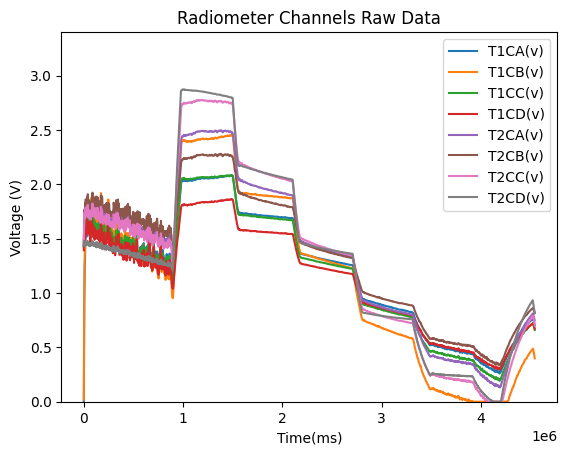 Radiometer Channels Raw Data
T1CA(v)
T1CB(v)
T1CC(v)
T1CD(v)
T2CA(v)
T2CB(v)
T2CC(v)
T2CD(v)
Voltage (V)
3.0
2.5
2.0
1.5
1.0
0.5
0.0
0 1 2 3 4
1e6
Time(ms)